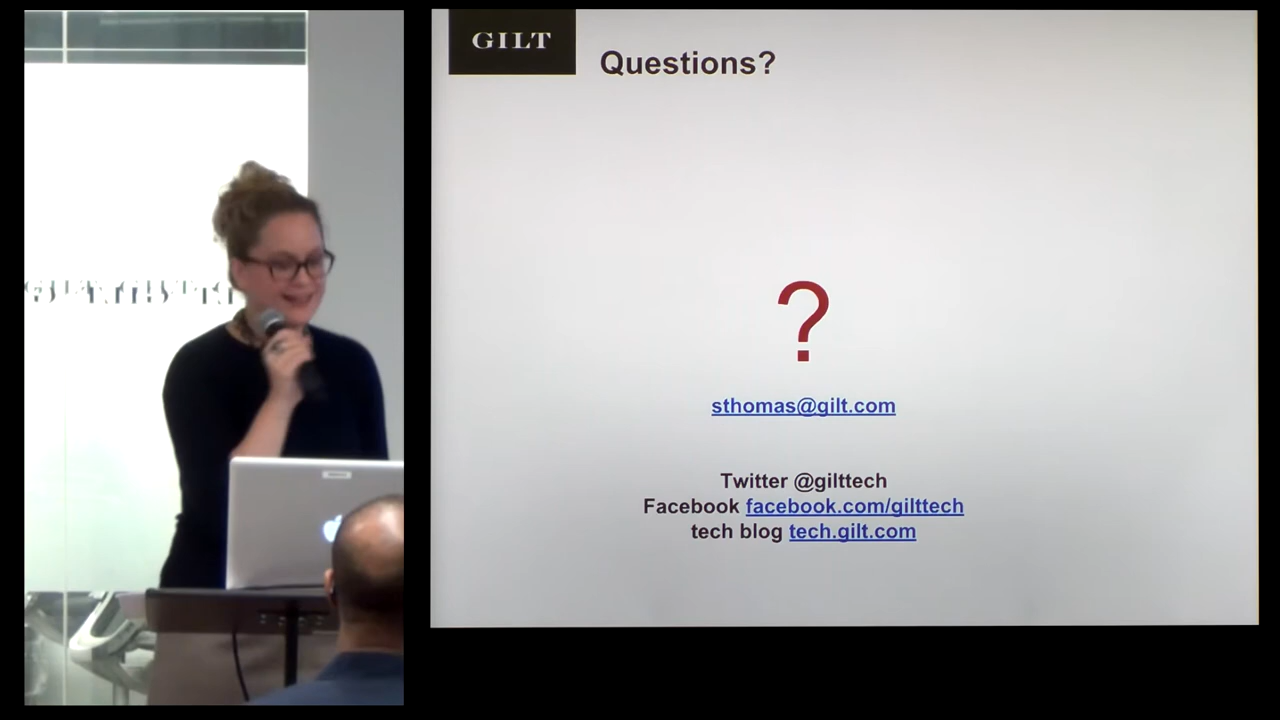 GILT
Questions?
?
sthomas@gilt.com
Twitter @gilttech
Facebook facebook.com/gilttech
tech blog tech.gilt.com